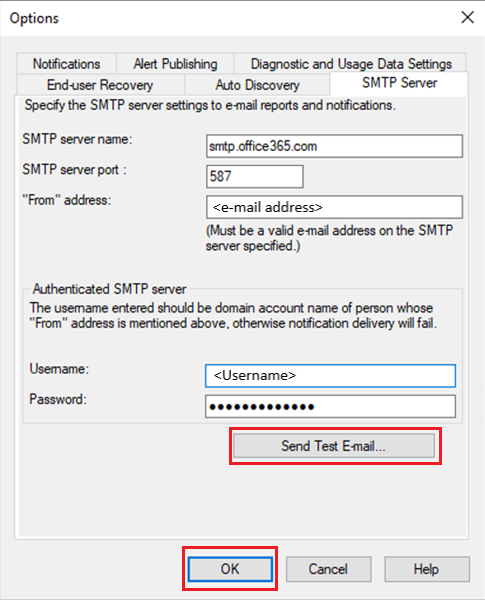 Options
Notifications
Alert Publishing
Diagnostic and Usage Data Settings
End-user Recovery
Auto Discovery
SMTP Server
Specify the SMTP server settings to e-mail reports and notifications.
SMTP server name:
smtp.office365.com
SMTP server port :
587
"From" address:
<e-mail address>
(Must be a valid e-mail address on the SMTP
server specified.)
Authenticated SMTP server
The username entered should be domain account name of person whose
"From" address is mentioned above, otherwise notification delivery will fail.
Username:
<Username>
Password:
●●●●●●●●●●●●●
Send Test E-mail...
OK
Cancel
Help